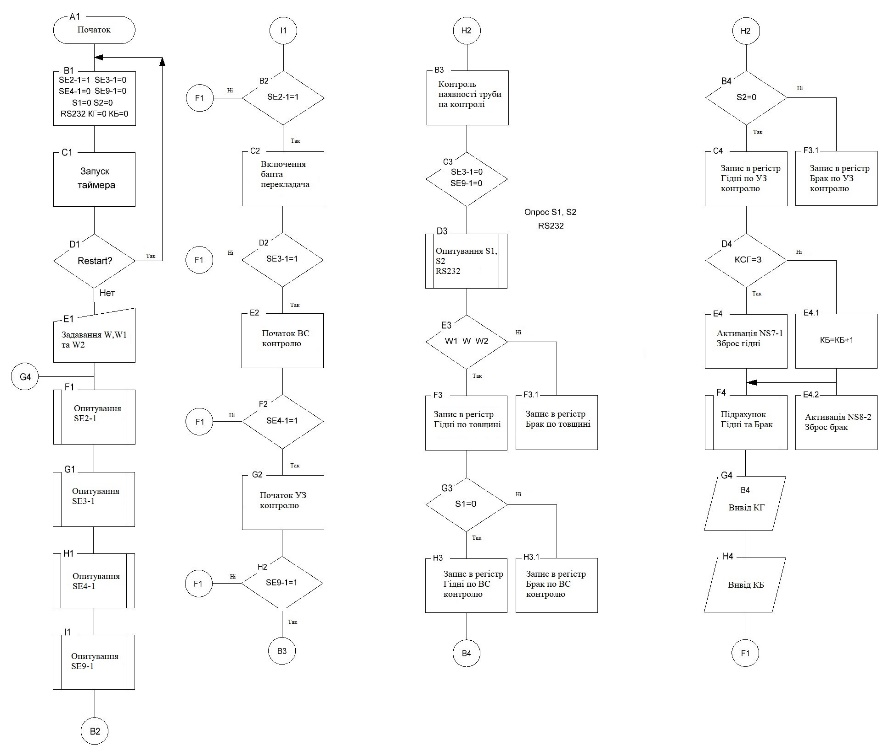 A1
Початок
B1
SE2-1=1 SE3-1=0
SE4-1=0 SE9-1=0
S1=0 S2=0
RS232 КГ=0 КБ=0
C1
Запуск
таймера
D1
Restart?
Так
Нет
E1
Задавання W,W1
та W2
G4
F1
Опитування
SE2-1
G1
Опитування
SE3-1
H1
Опитування
SE4-1
I1
Опитування
SE9-1
B2
I1
B2
SE2-1=1
Ні
F1
Так
C2
Включення
банта
перекладача
D2
SE3-1=1
Ні
F1
Так
E2
Початок ВС
контролю
F2
SE4-1=1
Ні
F1
Так
G2
Початок УЗ
контролю
H2
SE9-1=1
Ні
F1
Так
B3
H2
B3
Контроль
наявності труби
на контролі
C3
SE3-1=0
SE9-1=0
Опрос S1, S2
RS232
D3
Опитування S1,
S2
RS232
E3
W1 W W2
Ні
Так
F3
Запис в регістр
Гідні по товщині
F3.1
Запис в регістр
Брак по товщині
G3
S1=0
Ні
Так
H3
Запис в регістр
Гідні по ВС
контролю
H3.1
Запис в регістр
Брак по ВС
контролю
B4
H2
B4
S2=0
Ні
Так
C4
Запис в регістр
Гідні по УЗ
контролю
F3.1
Запис в регістр
Брак по УЗ
контролю
D4
КСГ=3
Ні
Так
E4
Активація NS7-1
Зброс гідні
E4.1
КБ=КБ+1
F4
Підрахунок
Гідні та Брак
E4.2
Активація NS8-2
Зброс брак
G4
B4
Вивід КГ
H4
Вивід КБ
F1